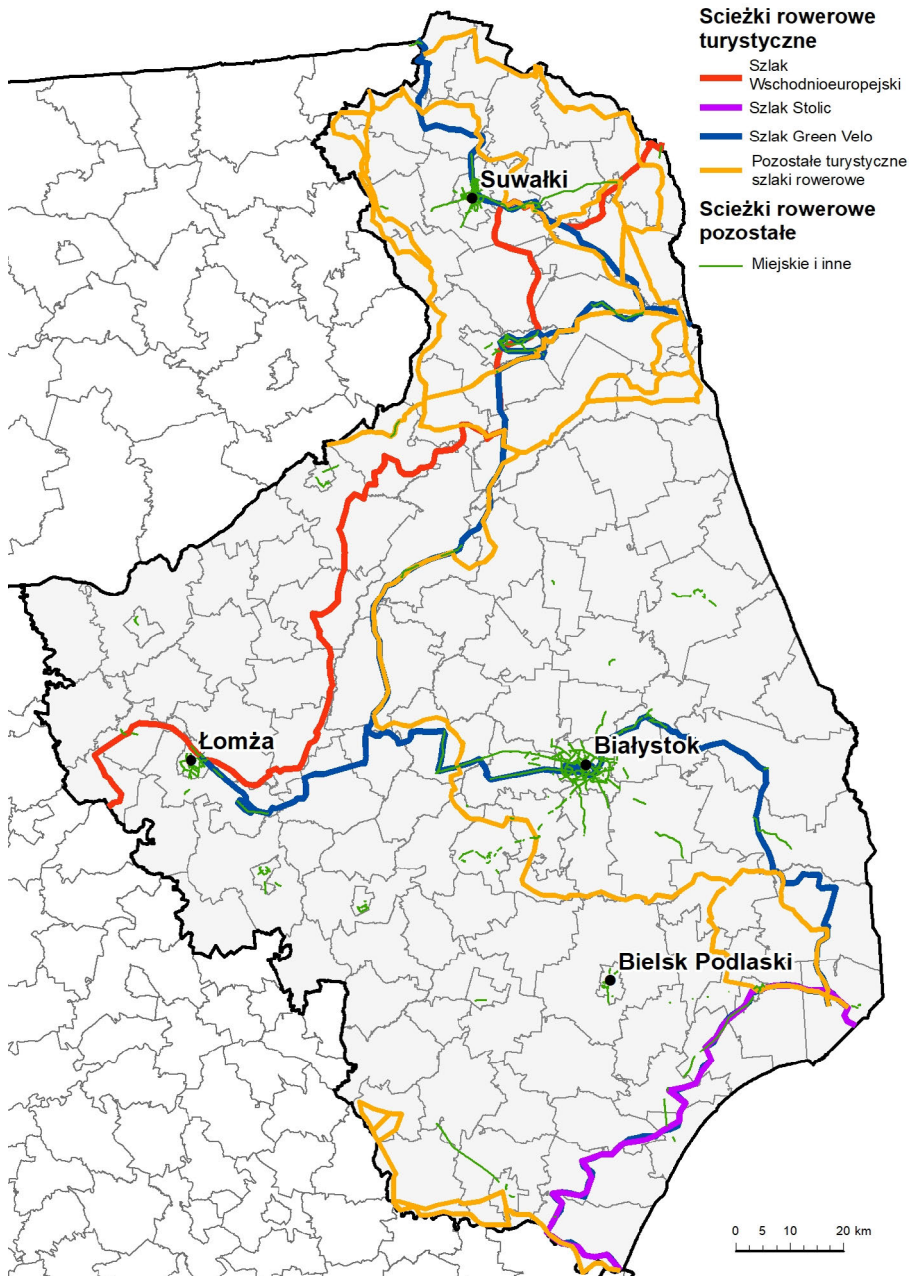 Scieżki rowerowe
turystyczne
Szlak
Wschodnioeuropejski
Szlak Stolic
Szlak Green Velo
Pozostałe turystyczne
szlaki rowerowe
Scieżki rowerowe
pozostałe
Miejskie i inne
Suwałki
Łomża
Białystok
Bielsk Podlaski
0 5 10 20 km